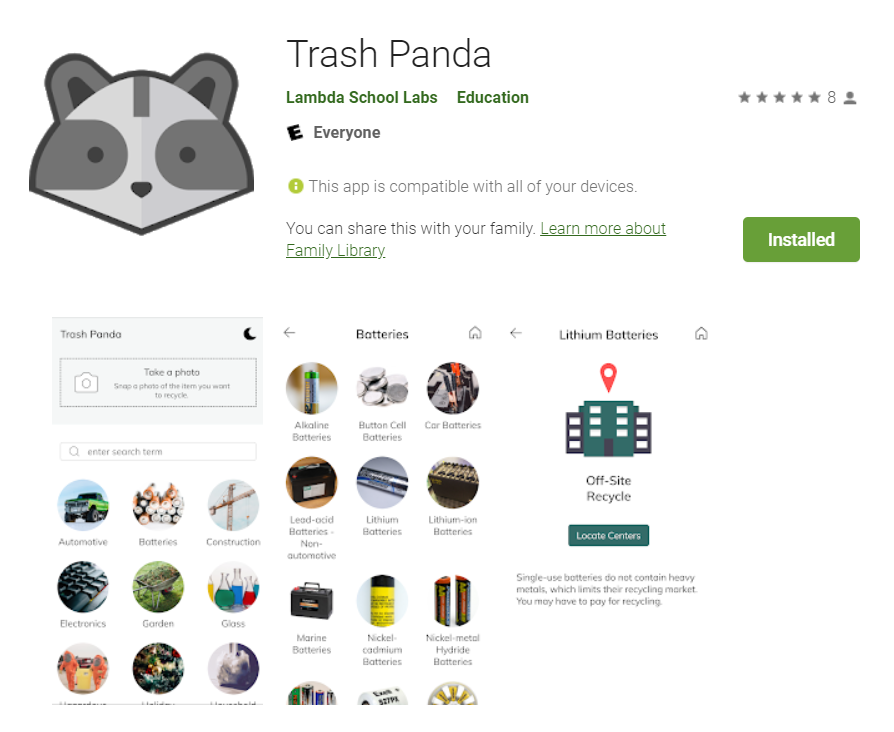 Trash Panda
Lambda School Labs Education
8
E Everyone
This app is compatible with all of your devices.
You can share this with your family. Learn more about
Family Library
Installed
Trash Panda
Take a photo
Snap a photo of the item you want
to recycle.
enter search term
Automotive
Batteries
Construction
Electronics
Garden
Glass
Hazardous
Holiday
Household
Batteries
Alkaline
Batteries
Button Cell
Batteries
Car Batteries
Lead-acid
Batteries -
Non-
automotive
Lithium
Batteries
Lithium-ion
Batteries
Marine
Batteries
Nickel-
cadmium
Batteries
Nickel-metal
Hydride
Batteries
Lithium Batteries
Off-Site
Recycle
Locate Centers
Single-use batteries do not contain heavy
metals, which limits their recycling market.
You may have to pay for recycling.